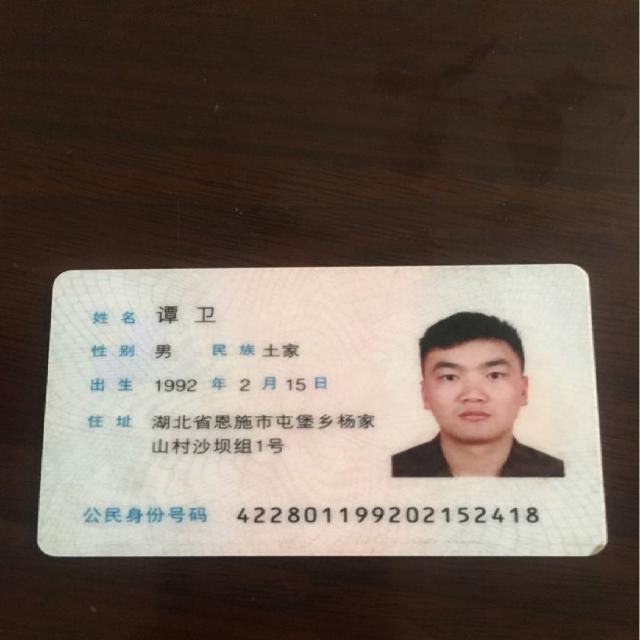 姓名 谭卫
性别 男 民族 土家
出生 1992 年 2 月 15 日
住址 湖北省恩施市屯堡乡杨家
山村沙坝组1号
公民身份号码 422801199202152418